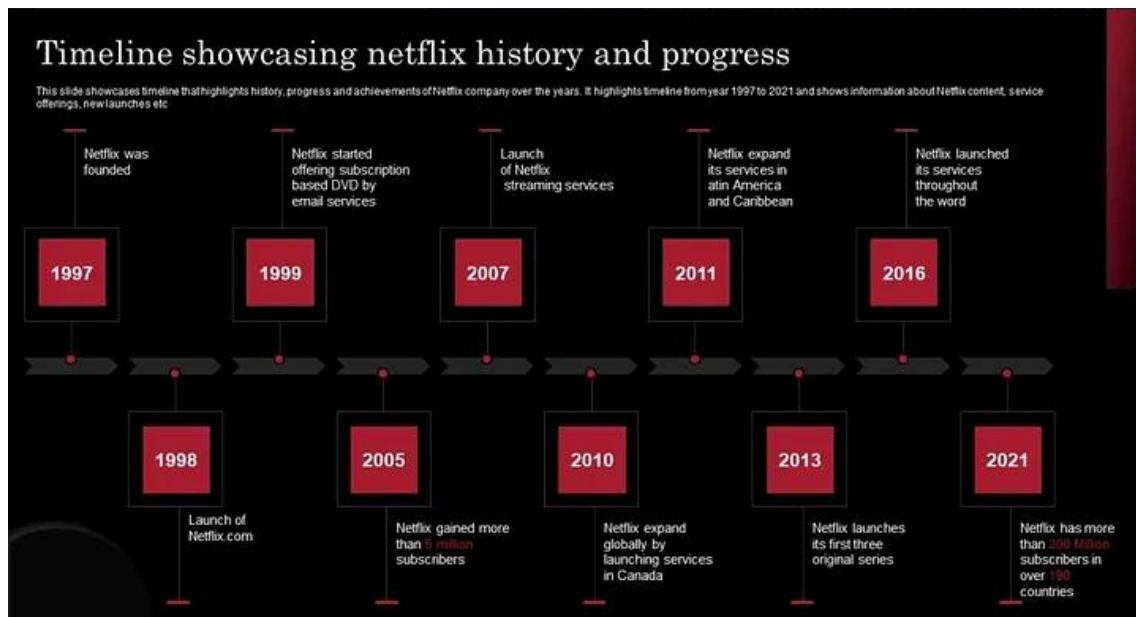 Timeline showcasing netflix history and progress
This slide showcases timeline that highlights history, progress and achievements of Netflix company over the years. It highlights timeline from year 1997 to 2021 and shows information about Netflix content, service
offerings, new launches etc
Netflix was
founded
Netflix started
offering subscription
based DVD by
email services
Launch
of Netflix
streaming services
Netflix expand
its services in
atin America
and Caribbean
Netflix launched
its services
throughout
the word
1997
1999
2007
2011
2016
1998
2005
2010
2013
2021
Launch of
Netflix.com
Netflix gained more
than 5 million
subscribers
Netflix expand
globally by
launching services
in Canada
Netflix launches
its first three
original series
Netflix has more
than 200 Million
subscribers in
over 190
countries